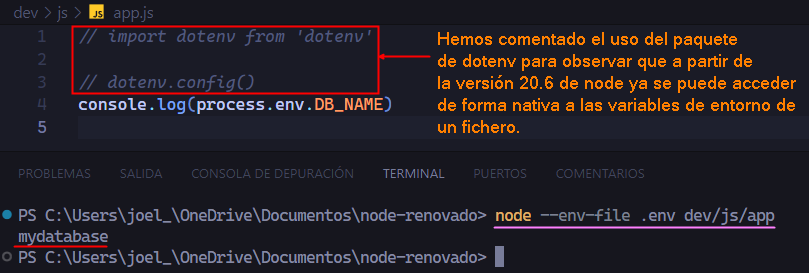 dev > js > JS app.js
1 // import dotenv from 'dotenv'
2
3 // dotenv.config()
4 console.log(process.env.DB_NAME)
5
Hemos comentado el uso del paquete
de dotenv para observar que a partir de
la versión 20.6 de node ya se puede acceder
de forma nativa a las variables de entorno de
un fichero.
PROBLEMAS SALIDA CONSOLA DE DEPURACIÓN TERMINAL PUERTOS COMENTARIOS
PS C:\Users\joel_\OneDrive\Documentos\node-renovado> node --env-file .env dev/js/app
mydatabase
PS C:\Users\joel_\OneDrive\Documentos\node-renovado>